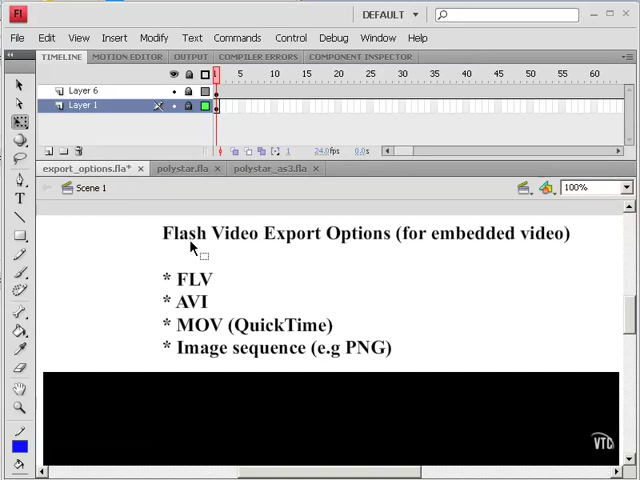 Fl
DEFAULT
File Edit View Insert Modify Text Commands Control Debug Window Help
TIMELINE MOTION EDITOR OUTPUT COMPILER ERRORS COMPONENT INSPECTOR
1 5 10 15 20 25 30 35 40 45 50 55 60
Layer 6
Layer 1
1 24.0fps 0.0s
export_options.fla* polystar.fla polystar_as3.fla
Scene 1
100%
Flash Video Export Options (for embedded video)
* FLV
* AVI
* MOV (QuickTime)
* Image sequence (e.g PNG)
VTC